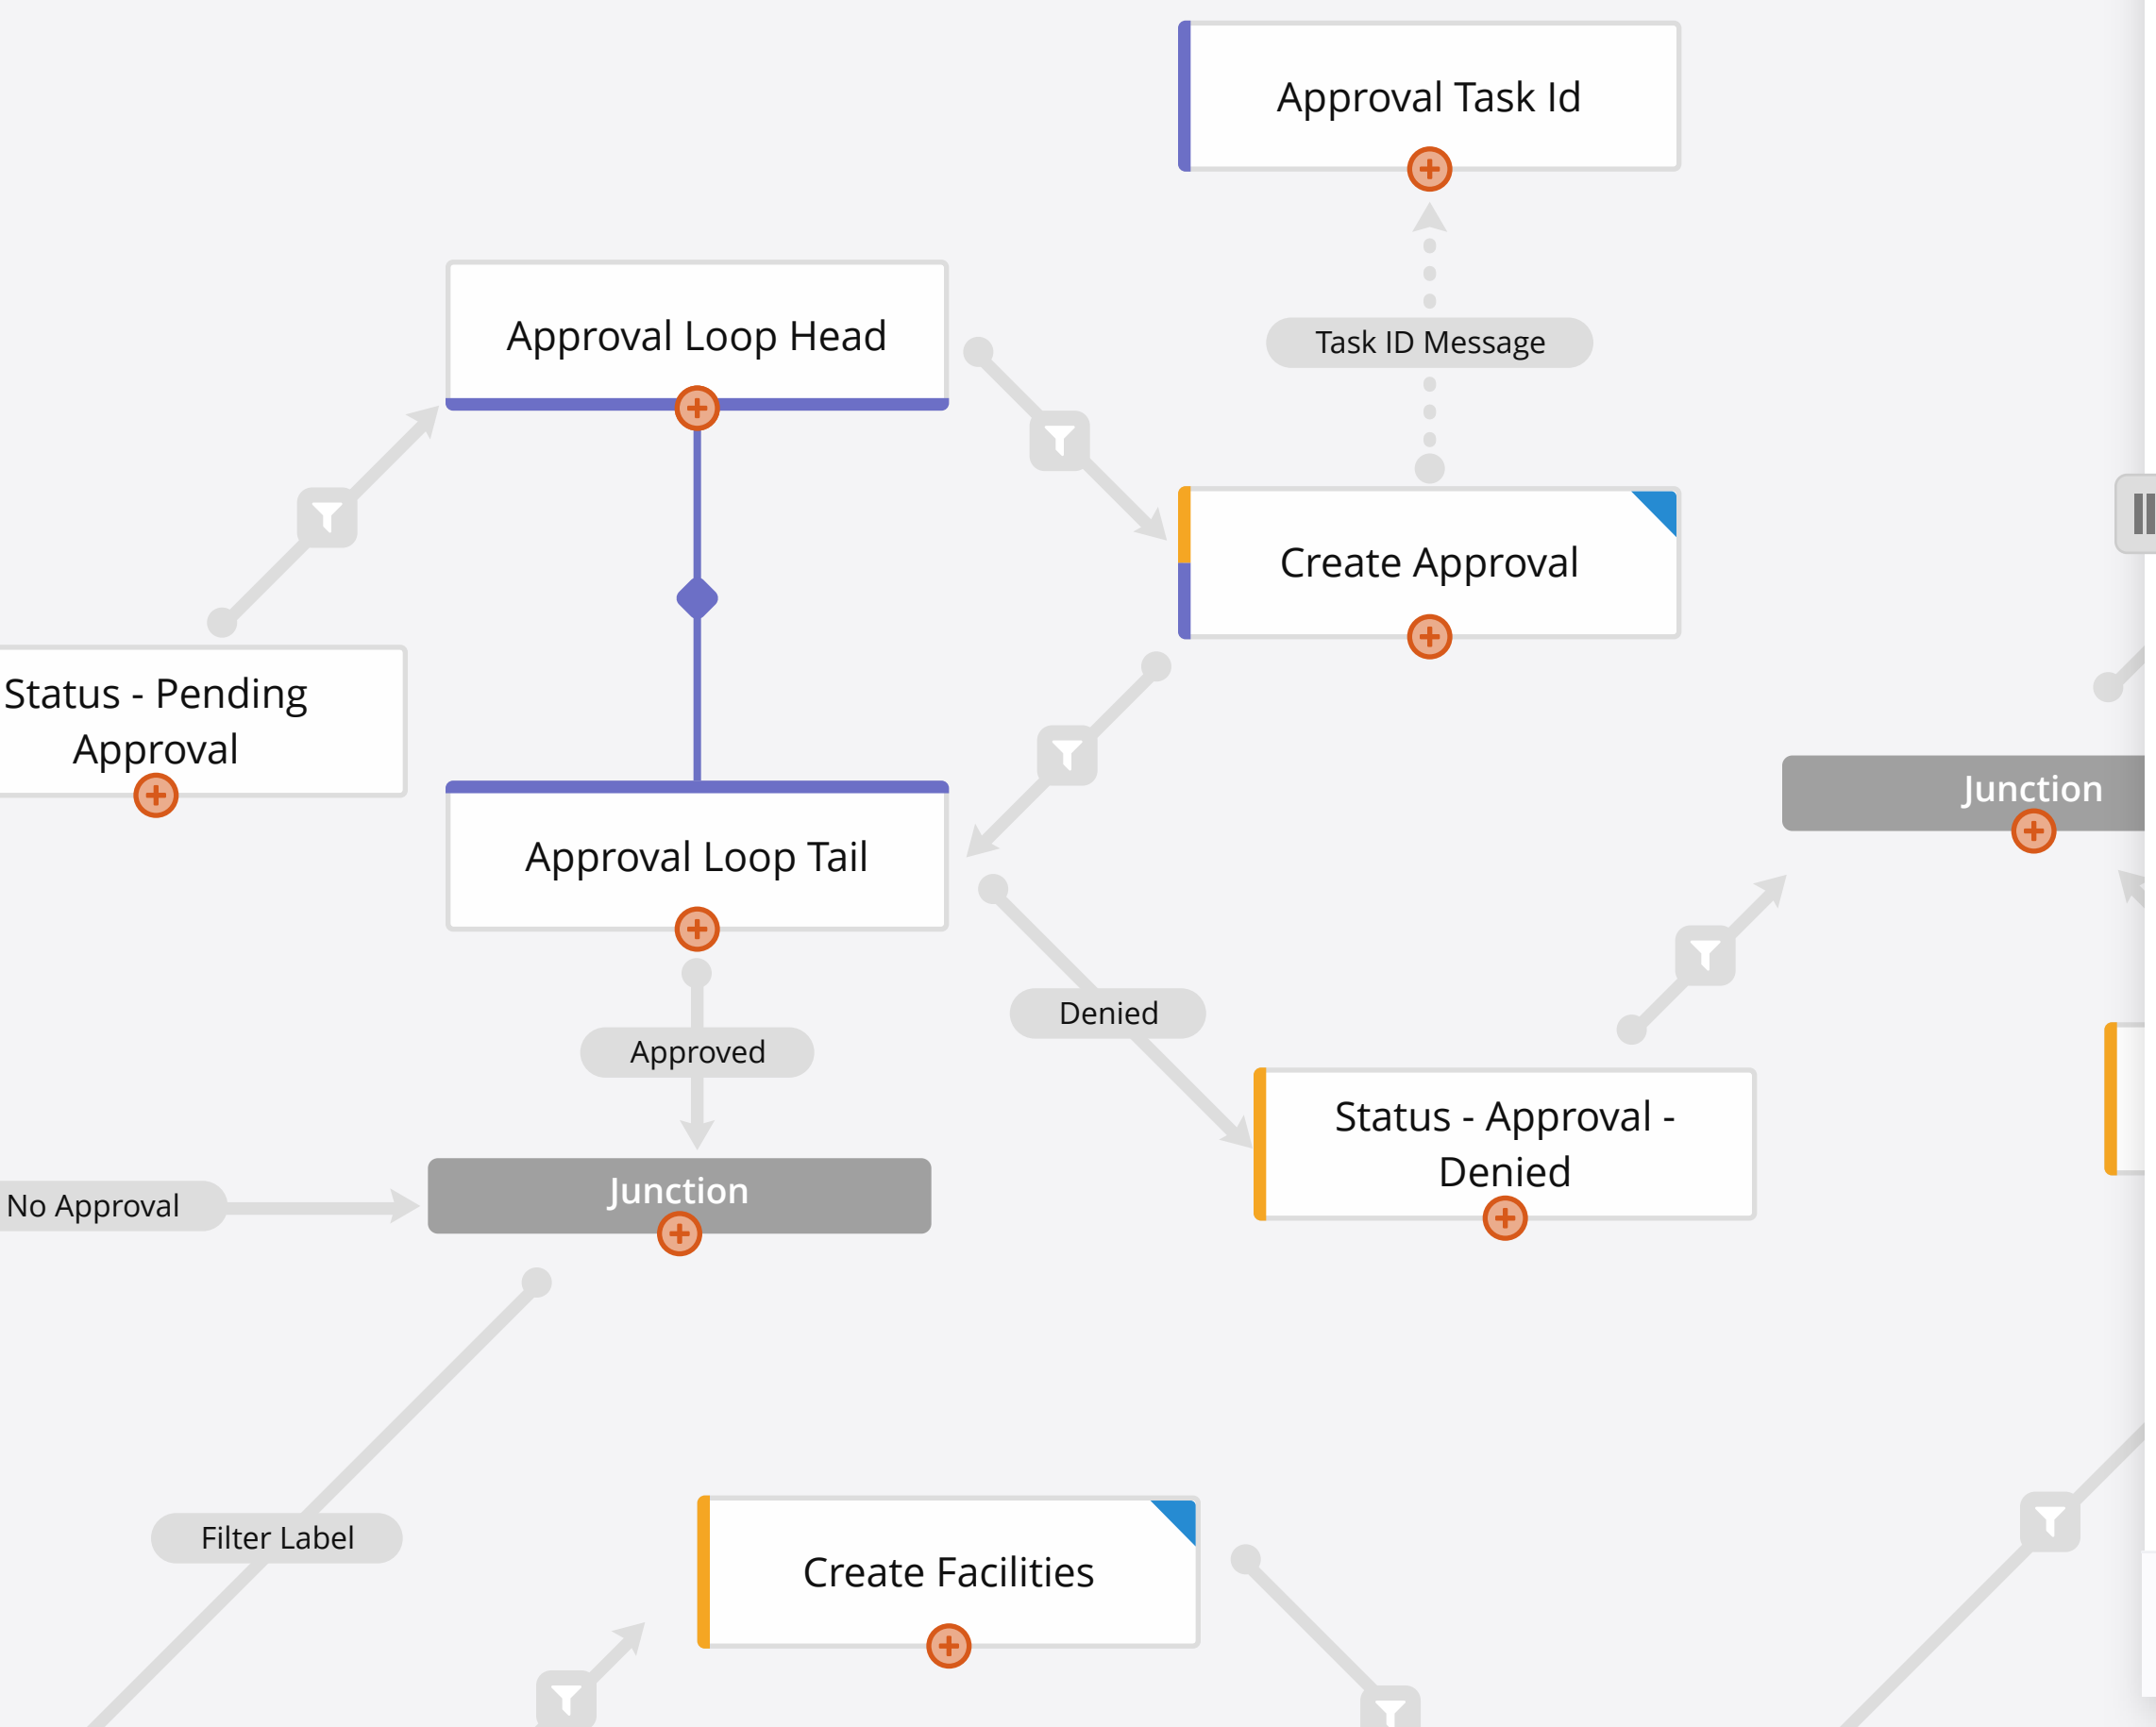 Approval Task Id
Task ID Message
Approval Loop Head
Create Approval
Status - Pending
Approval
Junction
Approval Loop Tail
Denied
Approved
Status - Approval -
Denied
No Approval
Junction
Filter Label
Create Facilities